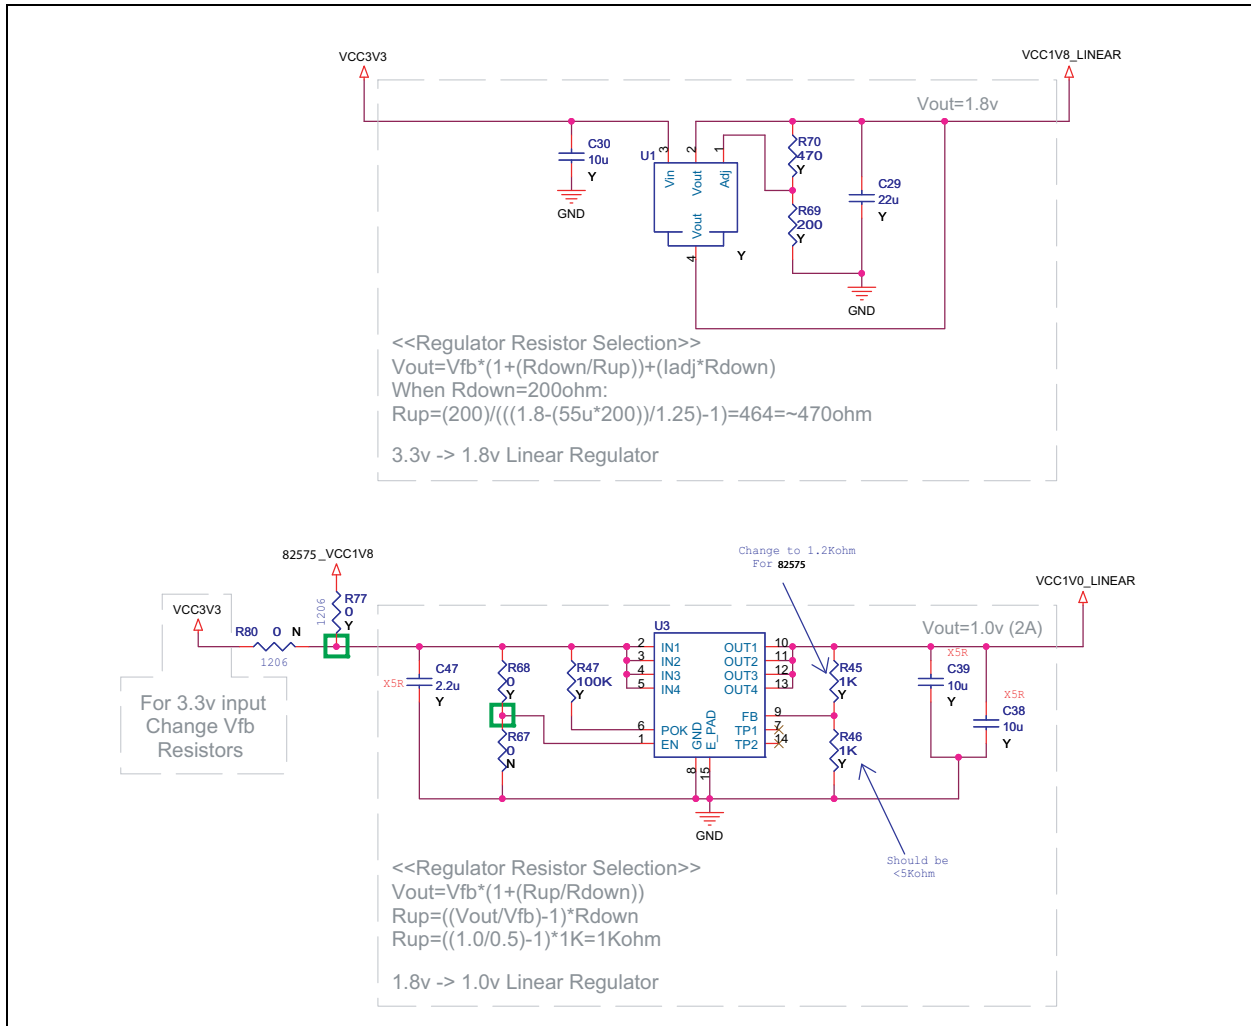 VCC3V3
VCC1V8_LINEAR
Vout=1.8v
C30
10u
Y
GND
U1
3
2
1
Vin
Vout
Adj
Vout
4
Y
R70
470
Y
R69
200
Y
C29
22u
Y
GND
<<Regulator Resistor Selection>>
Vout=Vfb*(1+(Rdown/Rup))+(Iadj*Rdown)
When Rdown=200ohm:
Rup=(200)/(((1.8-(55u*200))/1.25)-1)=464=~470ohm
3.3v -> 1.8v Linear Regulator
82575_VCC1V8
VCC3V3
R77
0
Y
1206
R80 0 N
1206
For 3.3v input
Change Vfb
Resistors
Change to 1.2Kohm
For 82575
VCC1V0_LINEAR
Vout=1.0v (2A)
X5R
C47
2.2u
Y
R68
0
Y
R67
0
N
R47
100K
Y
U3
2 IN1 OUT1 10
3 IN2 OUT2 11
4 IN3 OUT3 12
5 IN4 OUT4 13
FB 9
6 POK TP1 7
1 EN TP2 14
GND
E_PAD
8
15
GND
R45
1K
Y
R46
1K
Y
X5R
C39
10u
Y
X5R
C38
10u
Y
Should be
<5Kohm
<<Regulator Resistor Selection>>
Vout=Vfb*(1+(Rup/Rdown))
Rup=((Vout/Vfb)-1)*Rdown
Rup=((1.0/0.5)-1)*1K=1Kohm
1.8v -> 1.0v Linear Regulator